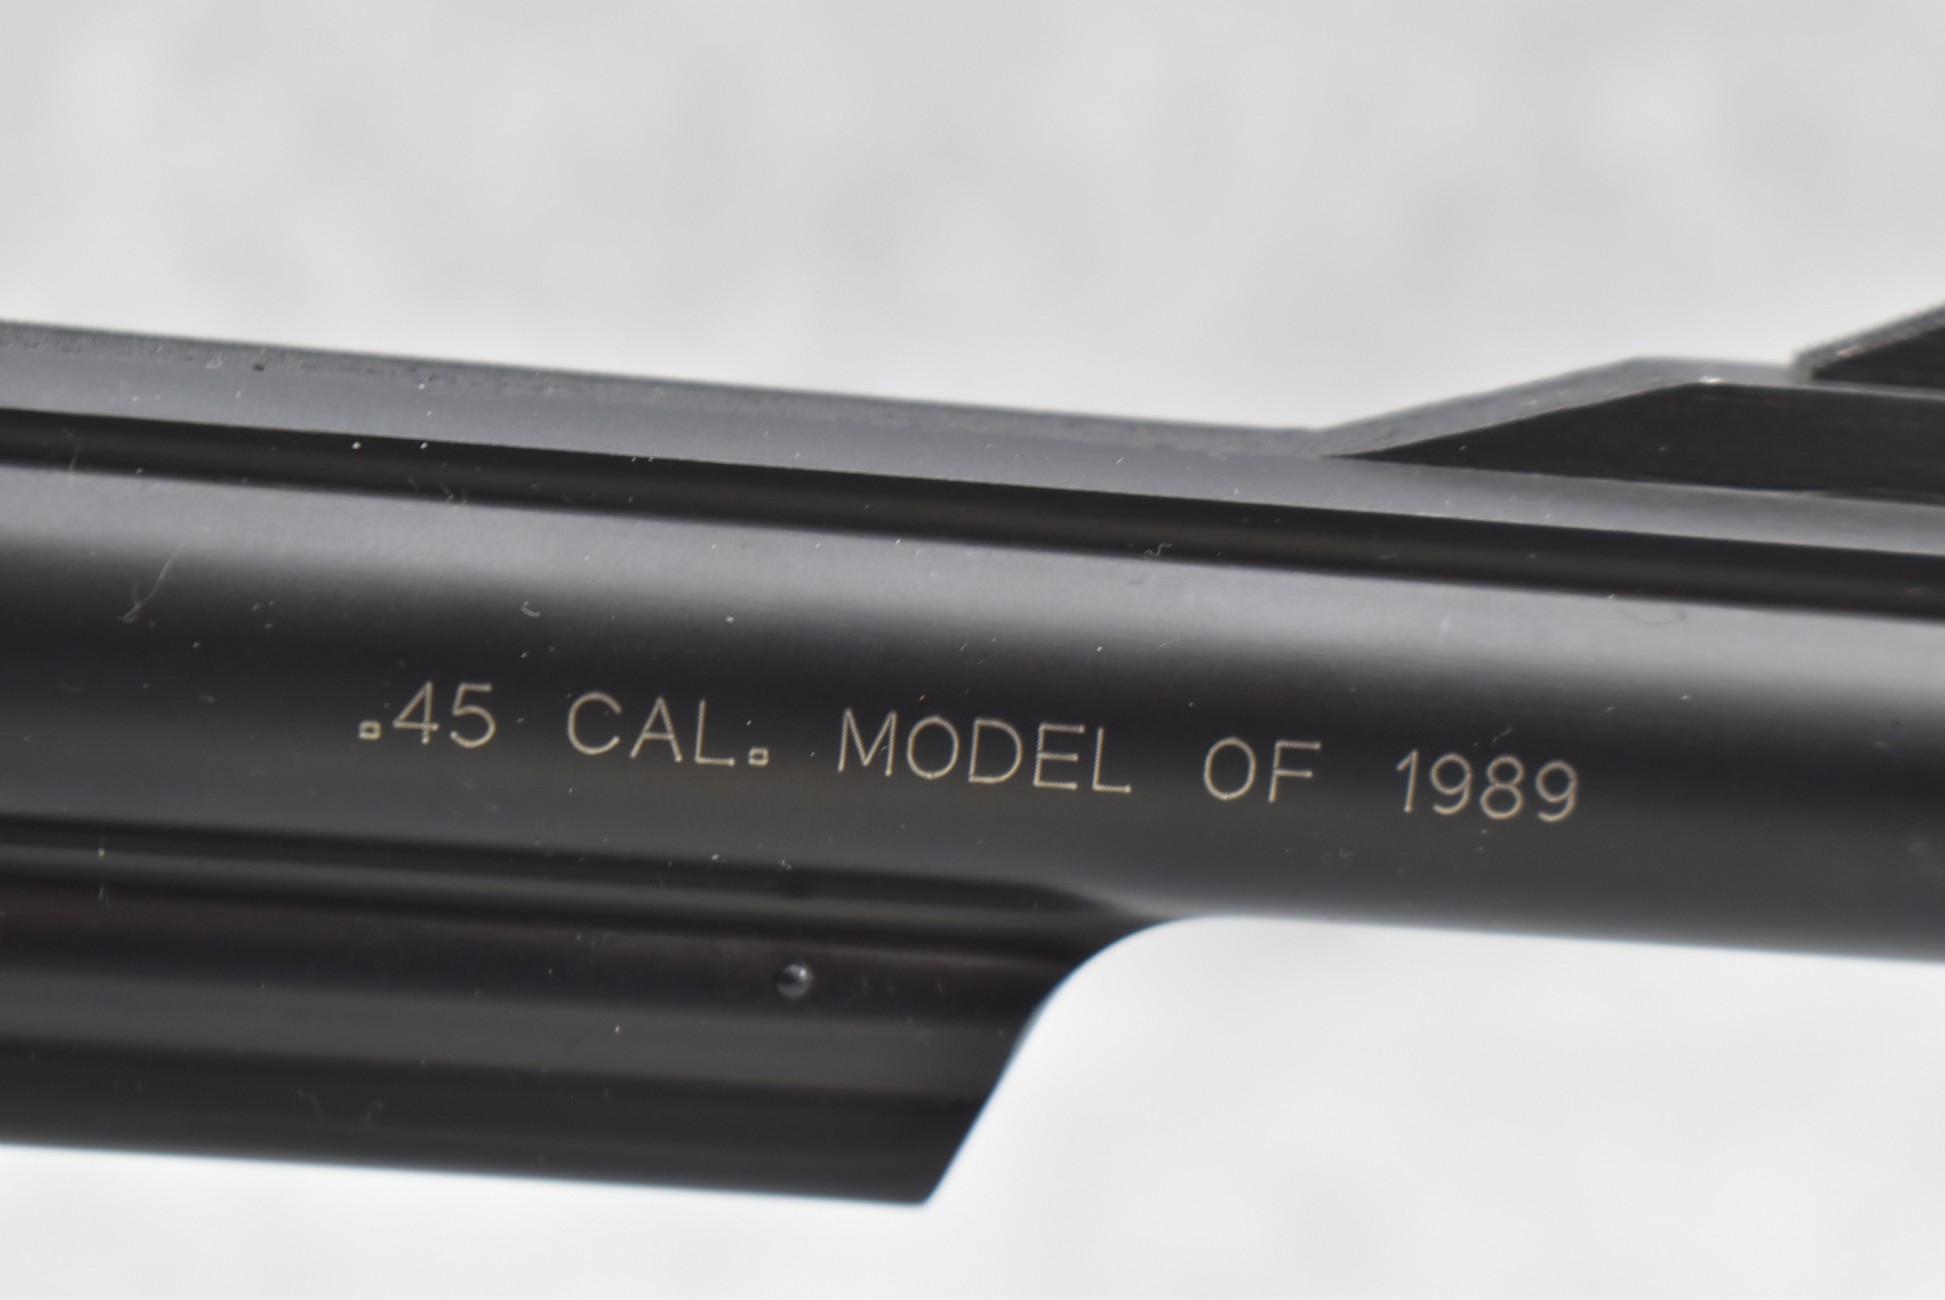 .45 CAL. MODEL OF 1989